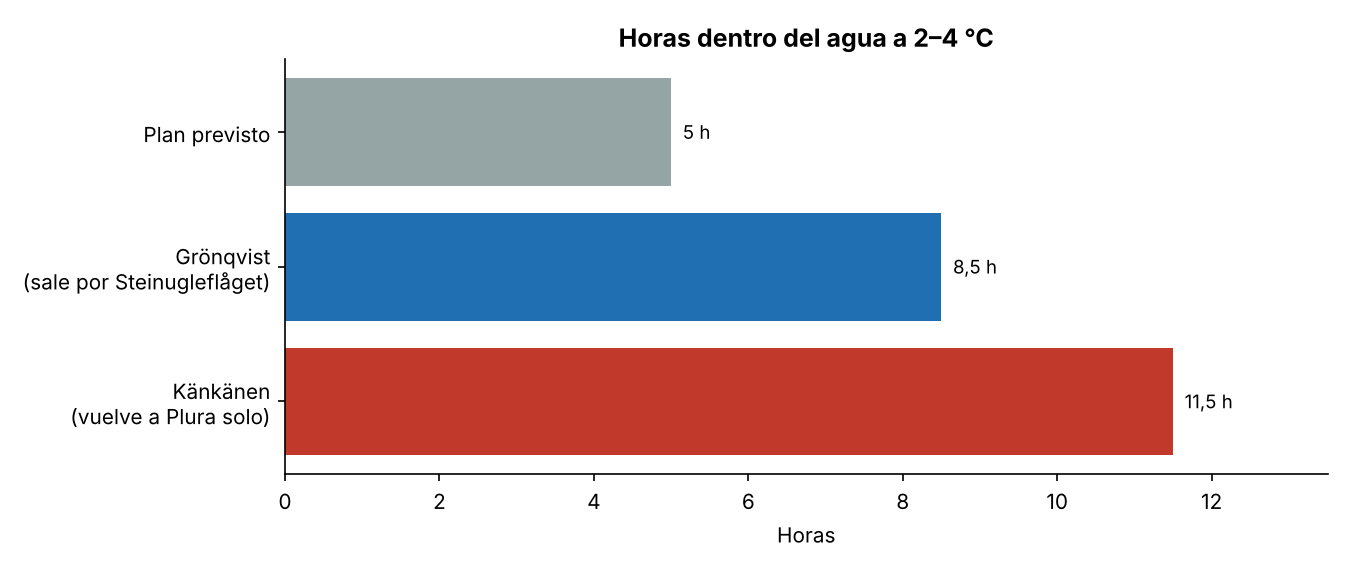 Horas dentro del agua a 2–4 °C
Plan previsto
5 h
Grönqvist
(sale por Steinugleflåget)
8,5 h
Känkänen
(vuelve a Plura solo)
11,5 h
0 2 4 6 8 10 12
Horas